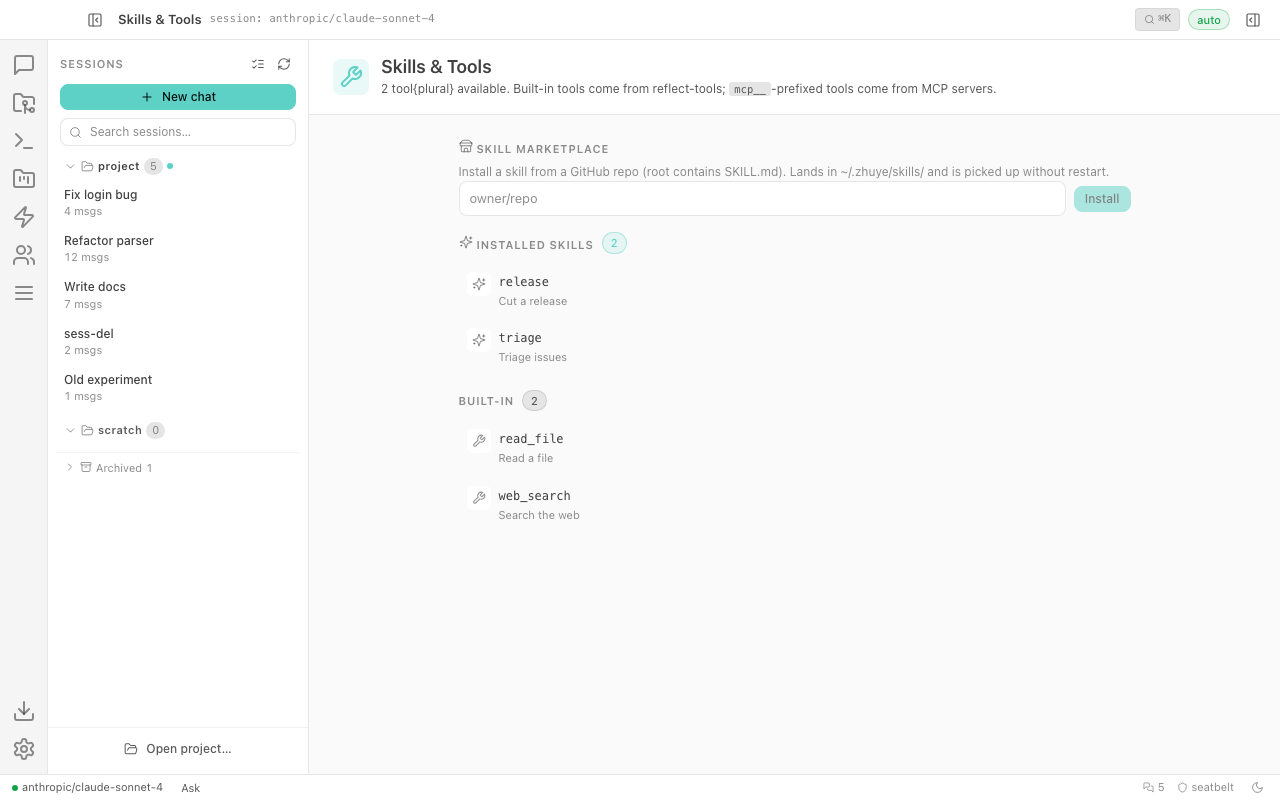 Skills & Tools session: anthropic/claude-sonnet-4
⌘K
auto
SESSIONS
New chat
Search sessions...
project 5
Fix login bug
4 msgs
Refactor parser
12 msgs
Write docs
7 msgs
sess-del
2 msgs
Old experiment
1 msgs
scratch 0
Archived 1
Open project...
Skills & Tools
2 tool{plural} available. Built-in tools come from reflect-tools; mcp__-prefixed tools come from MCP servers.
SKILL MARKETPLACE
Install a skill from a GitHub repo (root contains SKILL.md). Lands in ~/.zhuye/skills/ and is picked up without restart.
owner/repo
Install
INSTALLED SKILLS 2
release
Cut a release
triage
Triage issues
BUILT-IN 2
read_file
Read a file
web_search
Search the web
anthropic/claude-sonnet-4 Ask
5 seatbelt